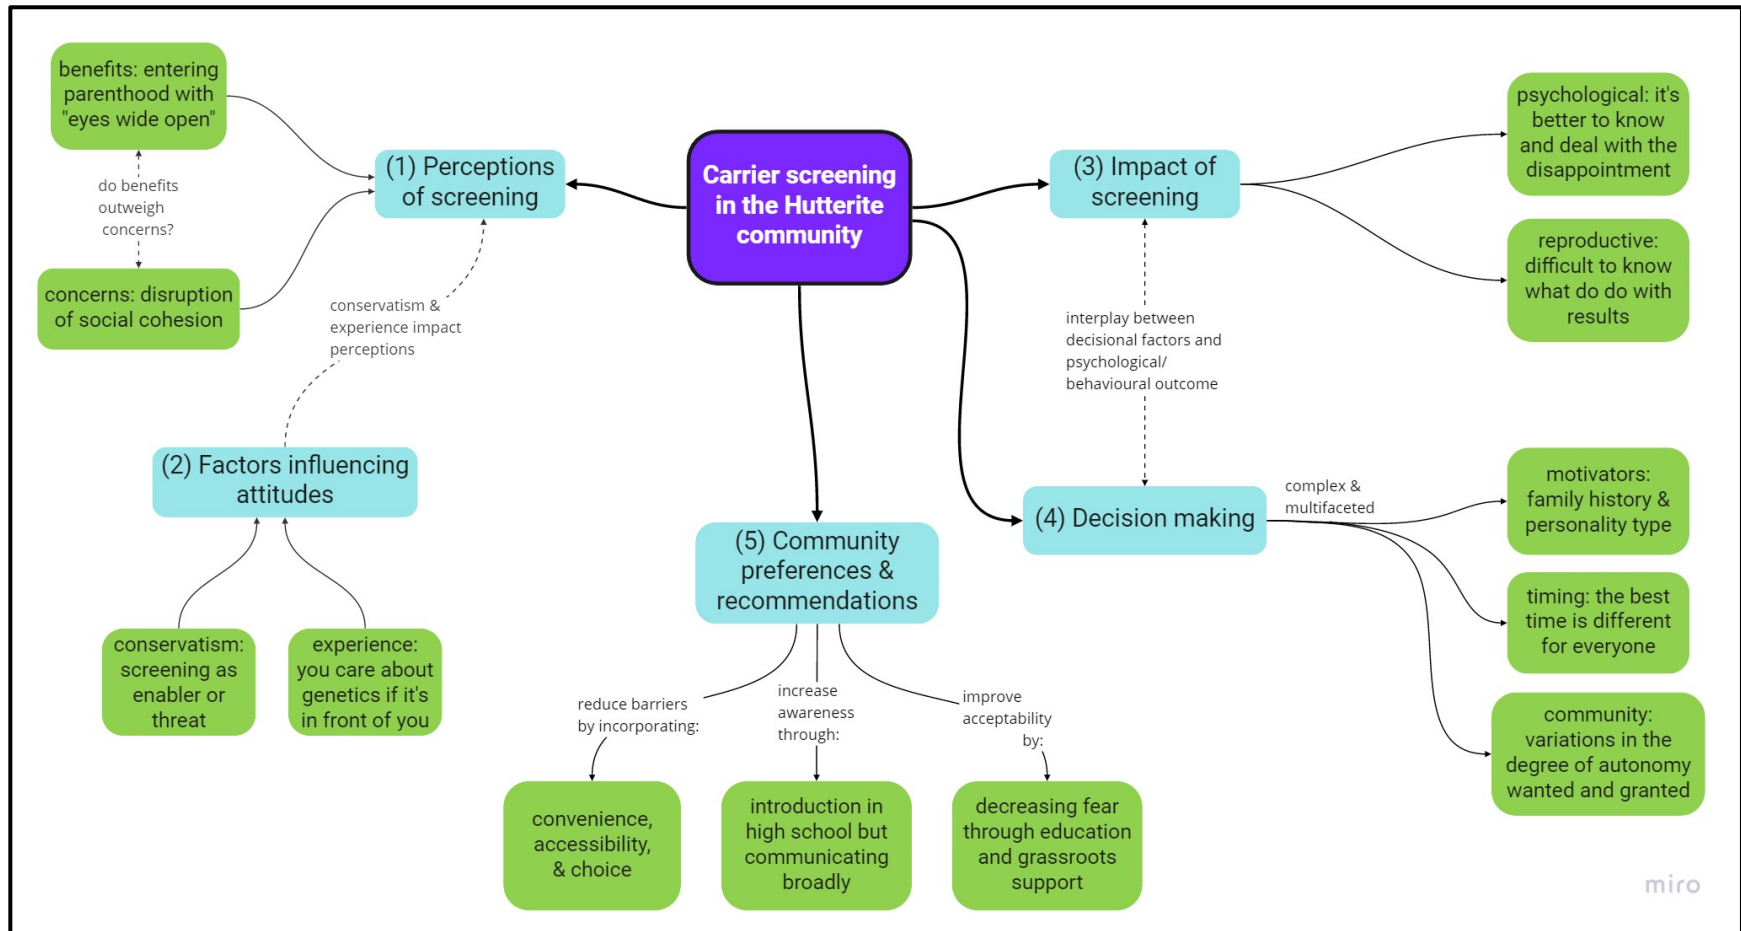 benefits: entering
parenthood with
"eyes wide open"
do benefits
outweigh
concerns?
concerns: disruption
of social cohesion
(1) Perceptions
of screening
conservatism &
experience impact
perceptions
(2) Factors influencing
attitudes
conservatism:
screening as
enabler or
threat
experience:
you care about
genetics if it's
in front of you
Carrier screening
in the Hutterite
community
(3) Impact of
screening
psychological: it's
better to know
and deal with the
disappointment
reproductive:
difficult to know
what do do with
results
interplay between
decisional factors and
psychological/
behavioural outcome
(4) Decision making
complex &
multifaceted
motivators:
family history &
personality type
timing: the best
time is different
for everyone
community:
variations in the
degree of autonomy
wanted and granted
(5) Community
preferences &
recommendations
reduce barriers
by incorporating:
convenience,
accessibility,
& choice
increase
awareness
through:
introduction in
high school but
communicating
broadly
improve
acceptability
by:
decreasing fear
through education
and grassroots
support
miro